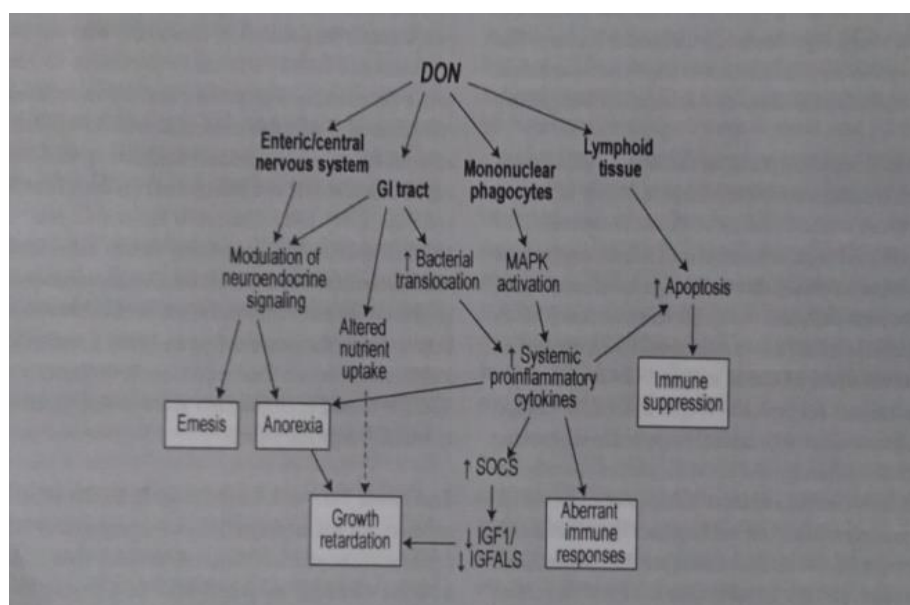 DON
Enteric/central
nervous system
GI tract
Mononuclear
phagocytes
Lymphoid
tissue
Modulation of
neuroendocrine
signaling
↑ Bacterial
translocation
MAPK
activation
↑ Apoptosis
Altered
nutrient
uptake
↑ Systemic
proinflammatory
cytokines
Immune
suppression
Emesis
Anorexia
↑ SOCS
Growth
retardation
↓ IGF1/
↓ IGFALS
Aberrant
immune
responses